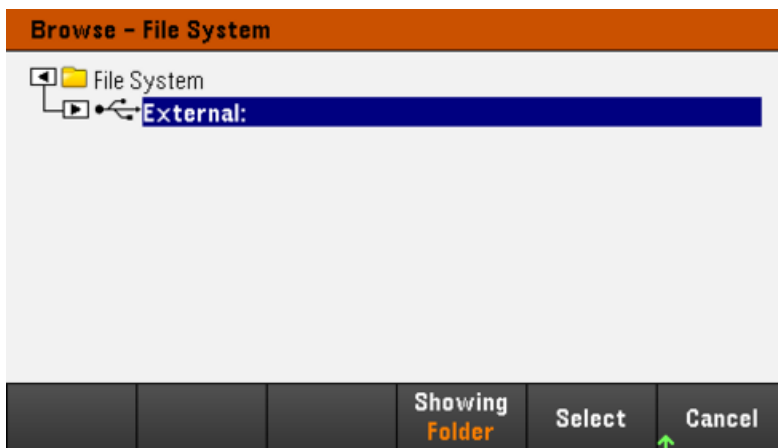 Browse - File System
File System
External:
Showing
Folder
Select
Cancel